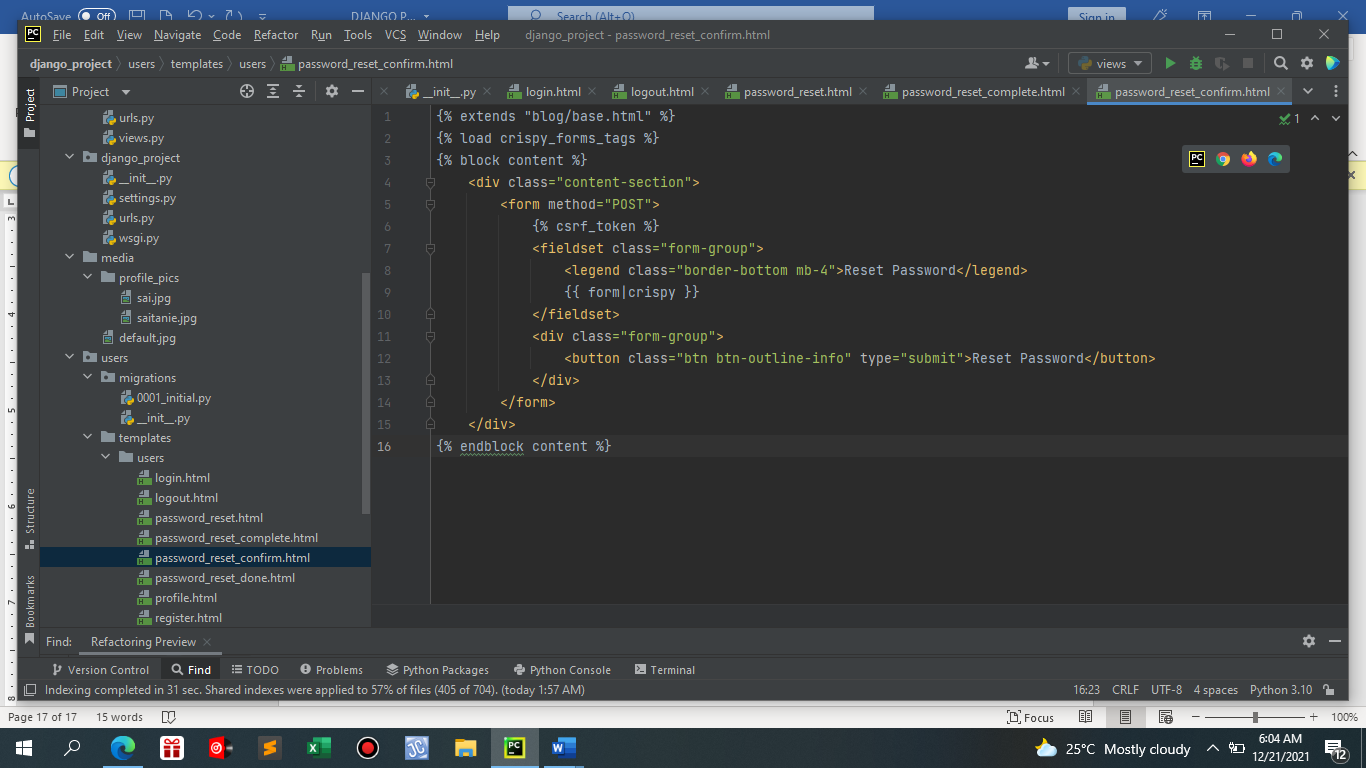 AutoSave Off DJANGO P... Search (Alt+Q) Sign in
PC File Edit View Navigate Code Refactor Run Tools VCS Window Help django_project - password_reset_confirm.html
django_project users templates users password_reset_confirm.html views
Project __init__.py login.html logout.html password_reset.html password_reset_complete.html password_reset_confirm.html
Project
urls.py
views.py
django_project
__init__.py
settings.py
urls.py
wsgi.py
media
profile_pics
sai.jpg
saitanie.jpg
default.jpg
users
migrations
0001_initial.py
__init__.py
templates
users
login.html
logout.html
password_reset.html
password_reset_complete.html
password_reset_confirm.html
password_reset_done.html
profile.html
register.html
Structure
Bookmarks
3
4
5
6
7
8
1 {% extends "blog/base.html" %}
2 {% load crispy_forms_tags %}
3 {% block content %}
4 <div class="content-section">
5 <form method="POST">
6 {% csrf_token %}
7 <fieldset class="form-group">
8 <legend class="border-bottom mb-4">Reset Password</legend>
9 {{ form|crispy }}
10 </fieldset>
11 <div class="form-group">
12 <button class="btn btn-outline-info" type="submit">Reset Password</button>
13 </div>
14 </form>
15 </div>
16 {% endblock content %}
1
PC
Find: Refactoring Preview
Version Control Find TODO Problems Python Packages Python Console Terminal
Indexing completed in 31 sec. Shared indexes were applied to 57% of files (405 of 704). (today 1:57 AM) 16:23 CRLF UTF-8 4 spaces Python 3.10
Page 17 of 17 15 words Focus 100%
PC 25°C Mostly cloudy 6:04 AM
12/21/2021 12